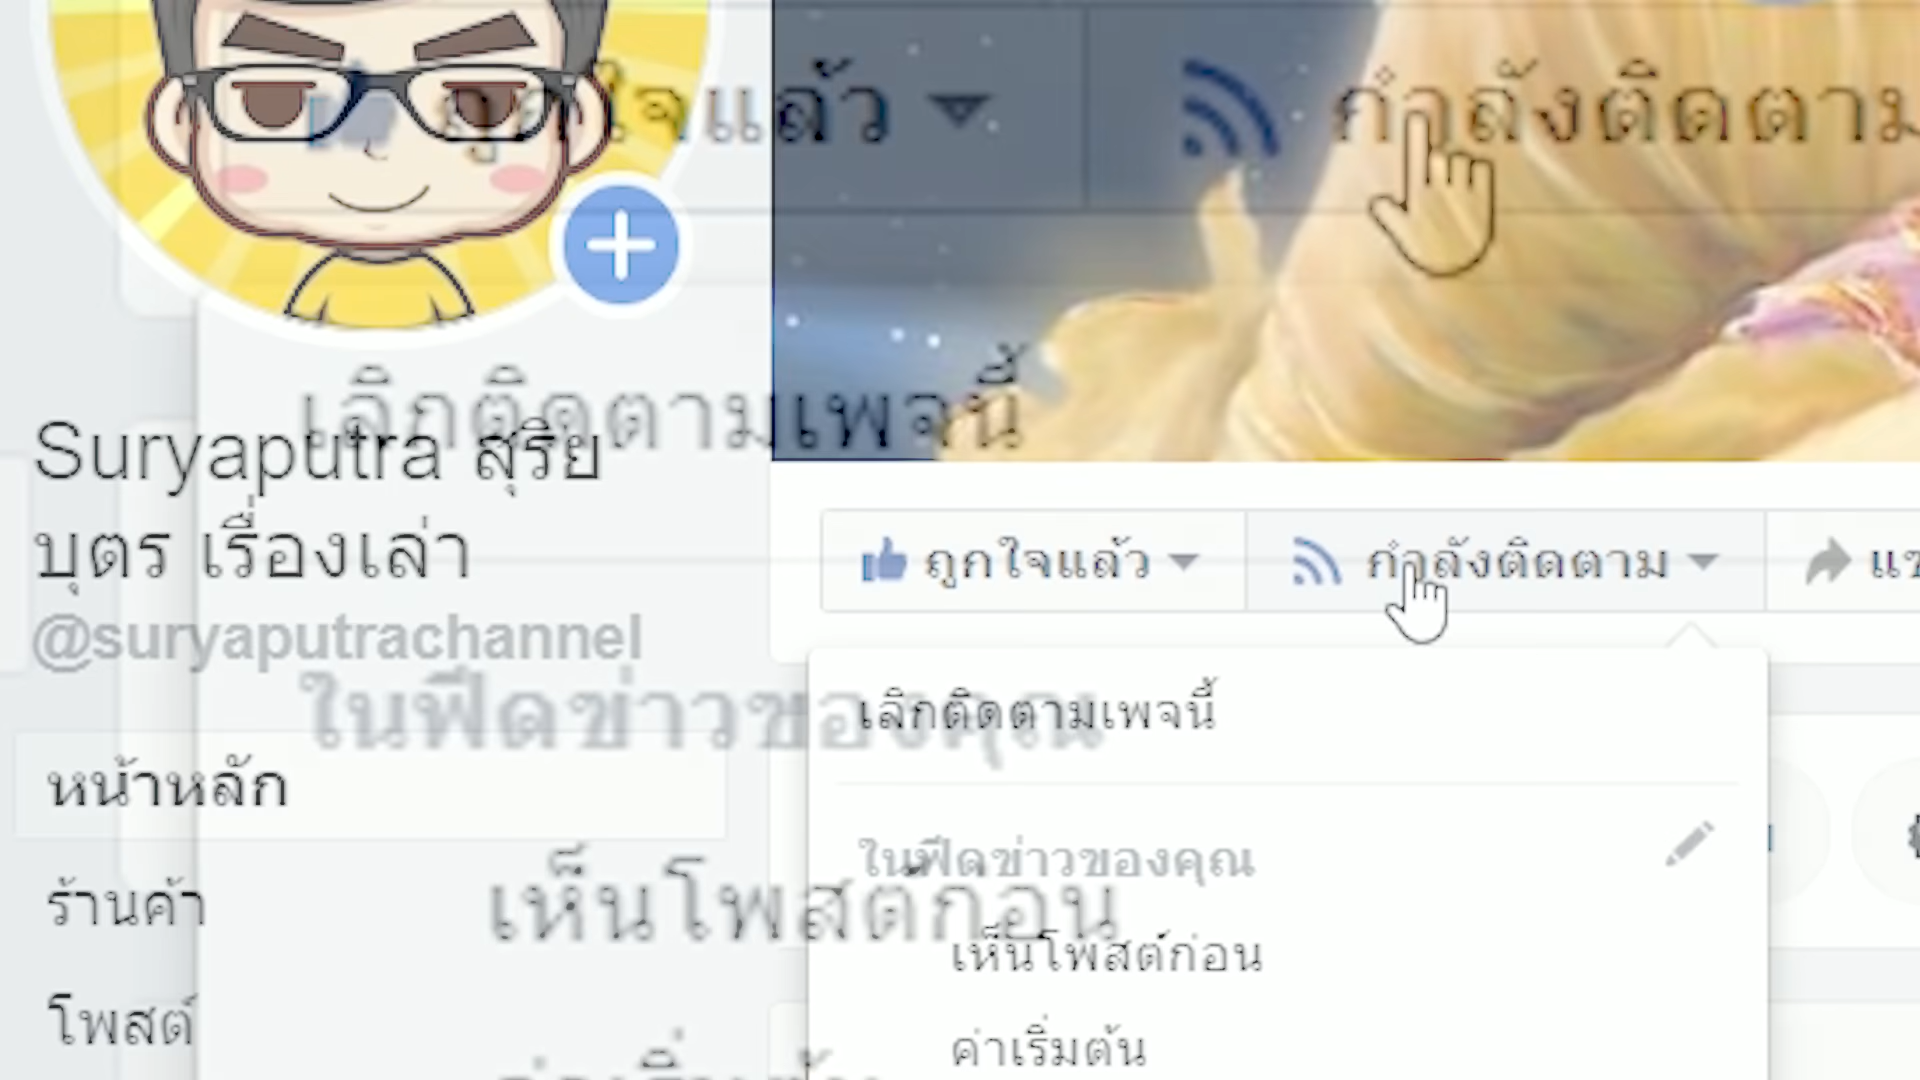 ถูกใจแล้ว
กำลังติดตาม
เลิกติดตามเพจนี้
Suryaputra สุริย
บุตร เรื่องเล่า
@suryaputrachannel
ถูกใจแล้ว
กำลังติดตาม
ในฟีดข่าวของคุณ
เลิกติดตามเพจนี้
หน้าหลัก
ในฟีดข่าวของคุณ
ร้านค้า
เห็นโพสต์ก่อน
เห็นโพสต์ก่อน
โพสต์
ค่าเริ่มต้น